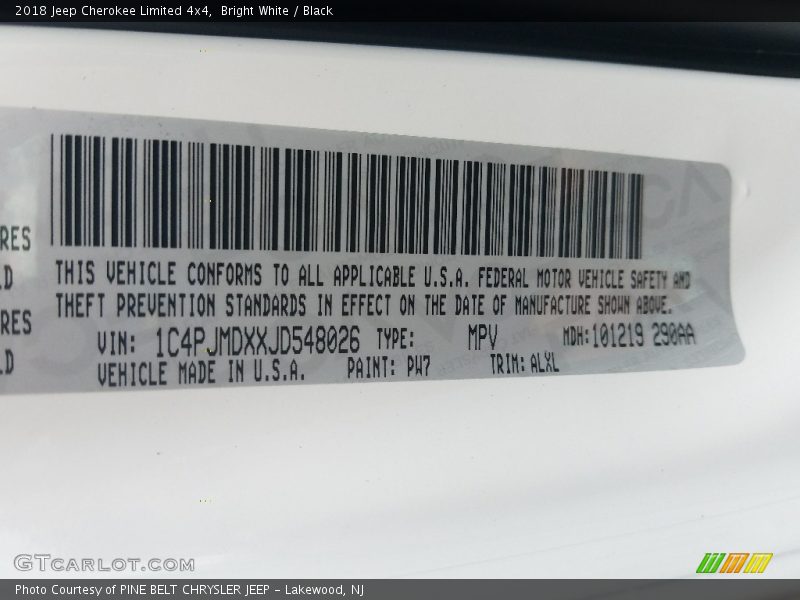 2018 Jeep Cherokee Limited 4x4,  Bright White / Black
RES
LD
RES
LD
THIS VEHICLE CONFORMS TO ALL APPLICABLE U.S.A. FEDERAL MOTOR VEHICLE SAFETY AND
THEFT PREVENTION STANDARDS IN EFFECT ON THE DATE OF MANUFACTURE SHOWN ABOVE.
VIN: 1C4PJMDXXJD548026 TYPE: MPV MDH:101219 290AA
VEHICLE MADE IN U.S.A. PAINT: PW7 TRIM: ALXL
GTCARLOT.COM
Photo Courtesy of PINE BELT CHRYSLER JEEP - Lakewood, NJ